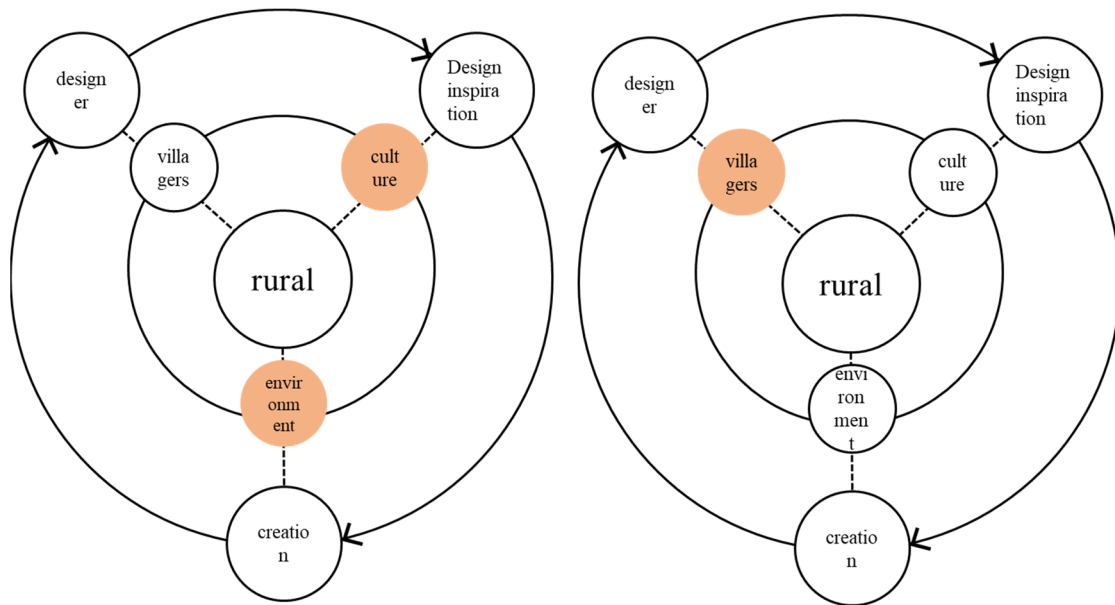 design
er
Design
inspira
tion
villa
gers
cult
ure
rural
envir
onm
ent
creatio
n
design
er
Design
inspira
tion
villa
gers
cult
ure
rural
envi
ron
men
t
creatio
n